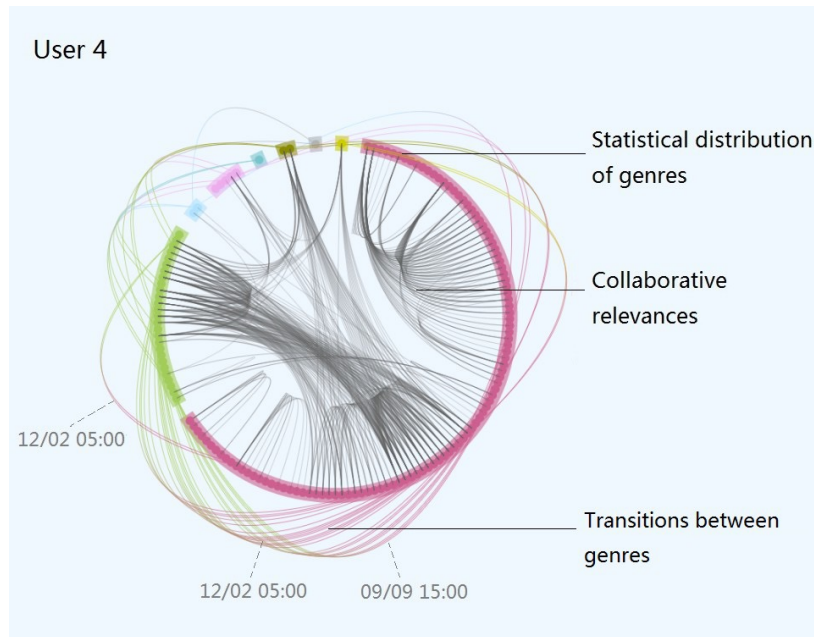 User 4
Statistical distribution
of genres
Collaborative
relevances
12/02 05:00
Transitions between
genres
12/02 05:00
09/09 15:00